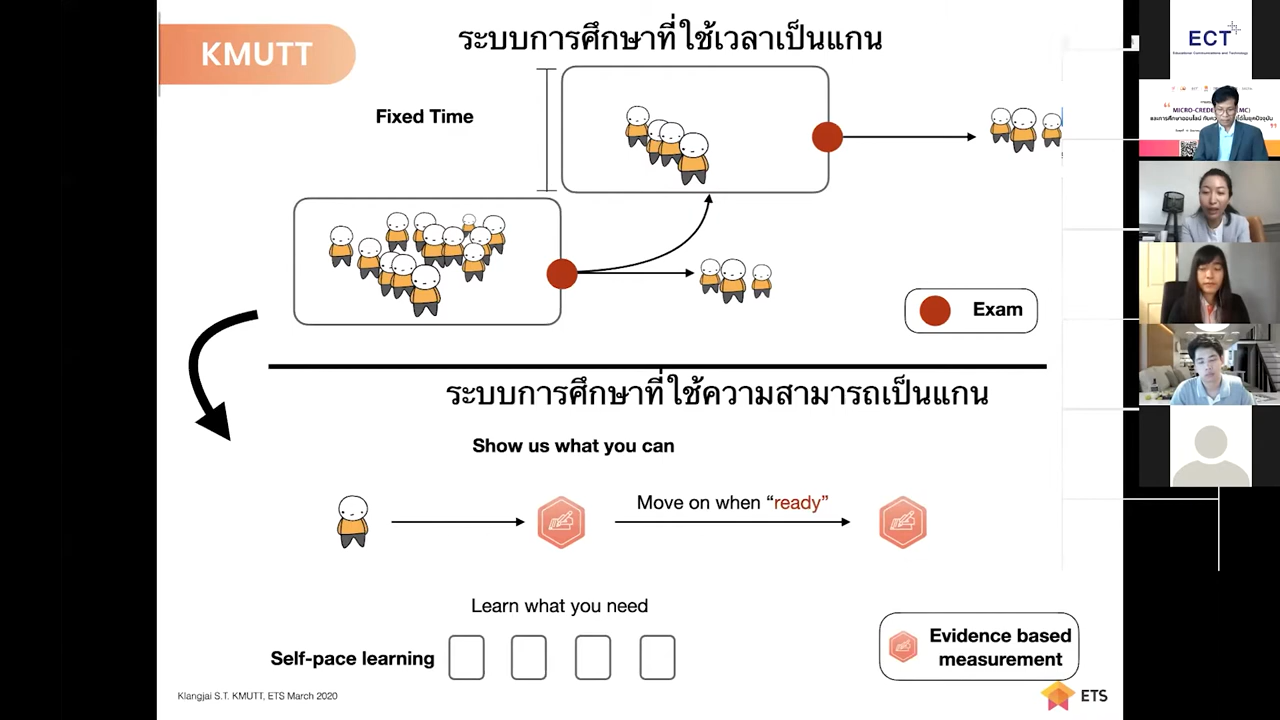 KMUTT
ระบบการศึกษาที่ใช้เวลาเป็นแกน
Fixed Time
Exam
ระบบการศึกษาที่ใช้ความสามารถเป็นแกน
Show us what you can
Move on when “ready”
Learn what you need
Self-pace learning
Evidence based
measurement
Klangjai S.T. KMUTT, ETS March 2020
ETS
ECT
Educational Communications and Technology